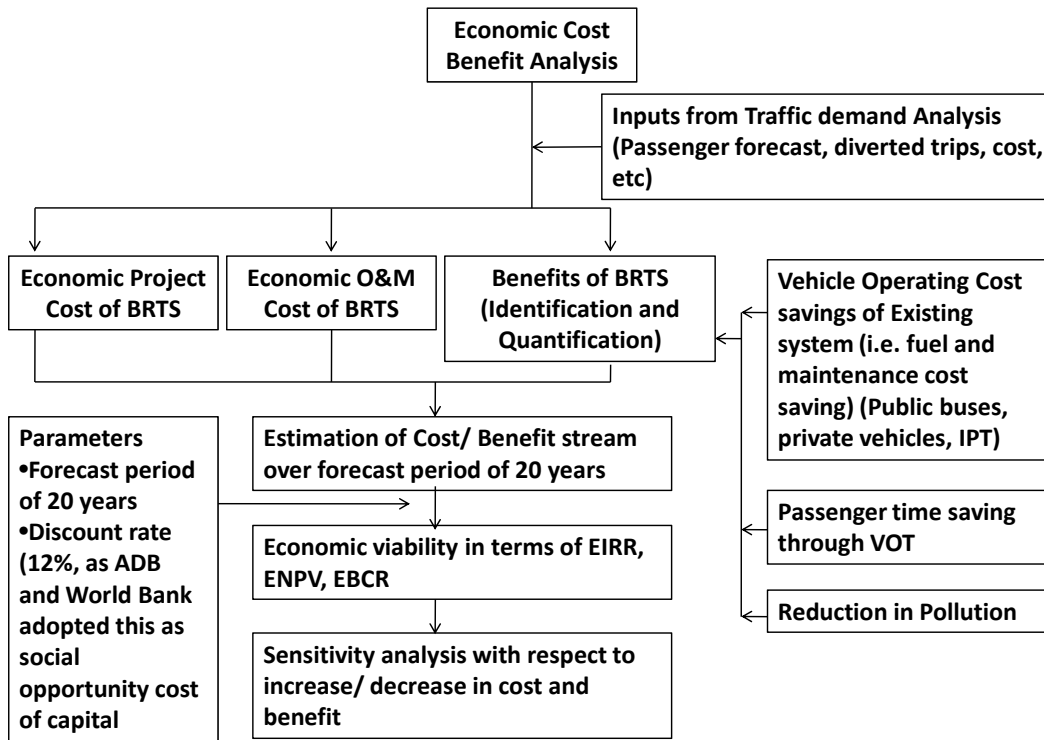 Economic Cost
Benefit Analysis
Inputs from Traffic demand Analysis
(Passenger forecast, diverted trips, cost,
etc)
Economic Project
Cost of BRTS
Economic O&M
Cost of BRTS
Benefits of BRTS
(Identification and
Quantification)
Vehicle Operating Cost
savings of Existing
system (i.e. fuel and
maintenance cost
saving) (Public buses,
private vehicles, IPT)
Parameters
•Forecast period
of 20 years
•Discount rate
(12%, as ADB
and World Bank
adopted this as
social
opportunity cost
of capital
Estimation of Cost/ Benefit stream
over forecast period of 20 years
Passenger time saving
through VOT
Economic viability in terms of EIRR,
ENPV, EBCR
Reduction in Pollution
Sensitivity analysis with respect to
increase/ decrease in cost and
benefit